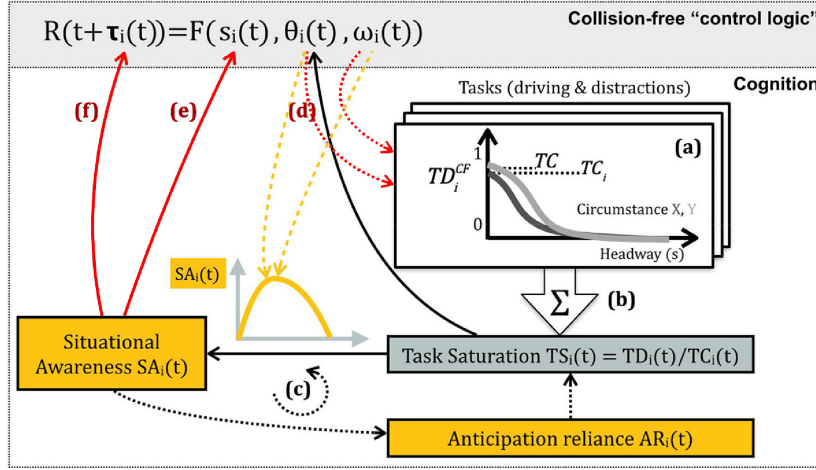 Collision-free “control logic”
R(t+τᵢ(t))=F(sᵢ(t),θᵢ(t),ωᵢ(t))
Cognition
Tasks (driving & distractions)
(f)
(e)
(d)
(a)
1
TC
TCᵢ
TDᵢᶜᶠ
Circumstance X, Y
0
Headway (s)
SAᵢ(t)
Σ
(b)
Situational
Awareness SAᵢ(t)
Task Saturation TSᵢ(t) = TDᵢ(t)/TCᵢ(t)
(c)
Anticipation reliance ARᵢ(t)